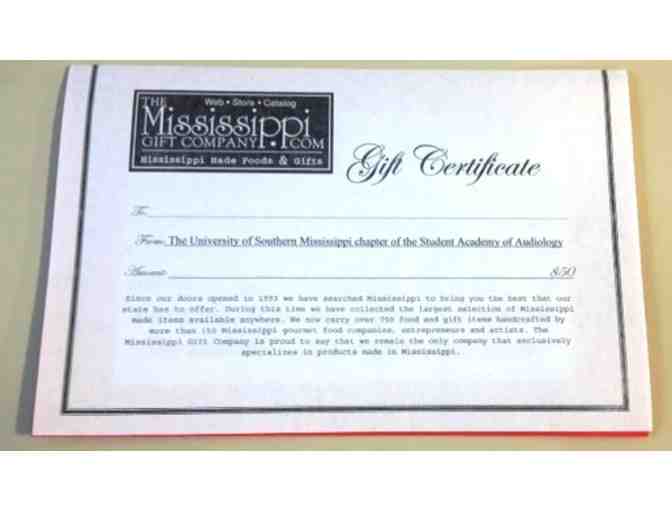 Web • Store • Catalog
THE
Mississippi
GIFT COMPANY.COM
Mississippi Made Foods & Gifts
Gift Certificate
To:
From: The University of Southern Mississippi chapter of the Student Academy of Audiology
Amount: $50
Since our doors opened in 1993 we have searched Mississippi to bring you the best that our
state has to offer. During this time we have collected the largest selection of Mississippi
made items available anywhere. We now carry over 750 food and gift items handcrafted by
more than 150 Mississippi gourmet food companies, entrepreneurs and artists. The
Mississippi Gift Company is proud to say that we remain the only company that exclusively
specializes in products made in Mississippi.